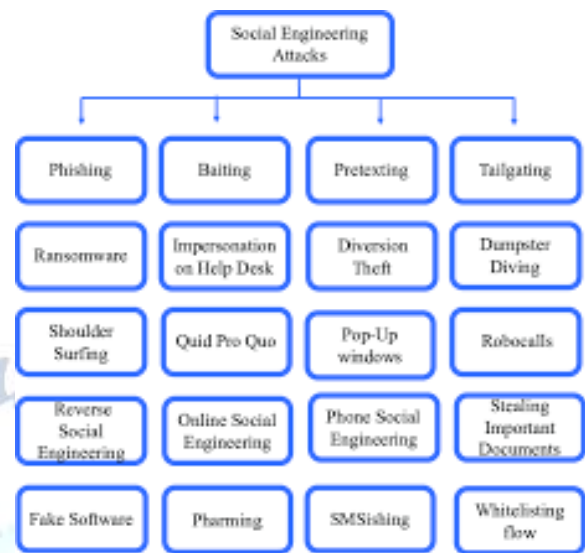 Social Engineering
Attacks
Phishing
Baiting
Pretexting
Tailgating
Ransomware
Impersonation
on Help Desk
Diversion
Theft
Dumpster
Diving
Shoulder
Surfing
Quid Pro Quo
Pop-Up
windows
Robocalls
Reverse
Social
Engineering
Online Social
Engineering
Phone Social
Engineering
Stealing
Important
Documents
Fake Software
Pharming
SMSishing
Whitelisting
flow